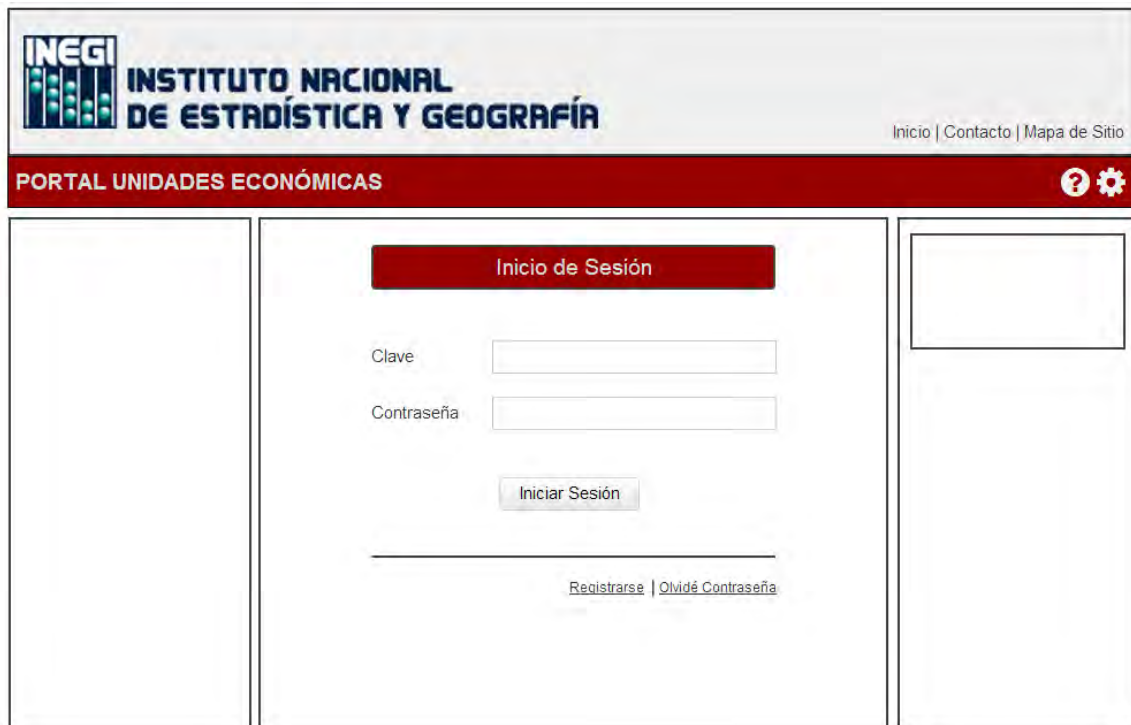 INEGI
INSTITUTO NACIONAL
DE ESTADÍSTICA Y GEOGRAFÍA
Inicio | Contacto | Mapa de Sitio
PORTAL UNIDADES ECONÓMICAS
?
Inicio de Sesión
Clave
Contraseña
Iniciar Sesión
Registrarse | Olvidé Contraseña